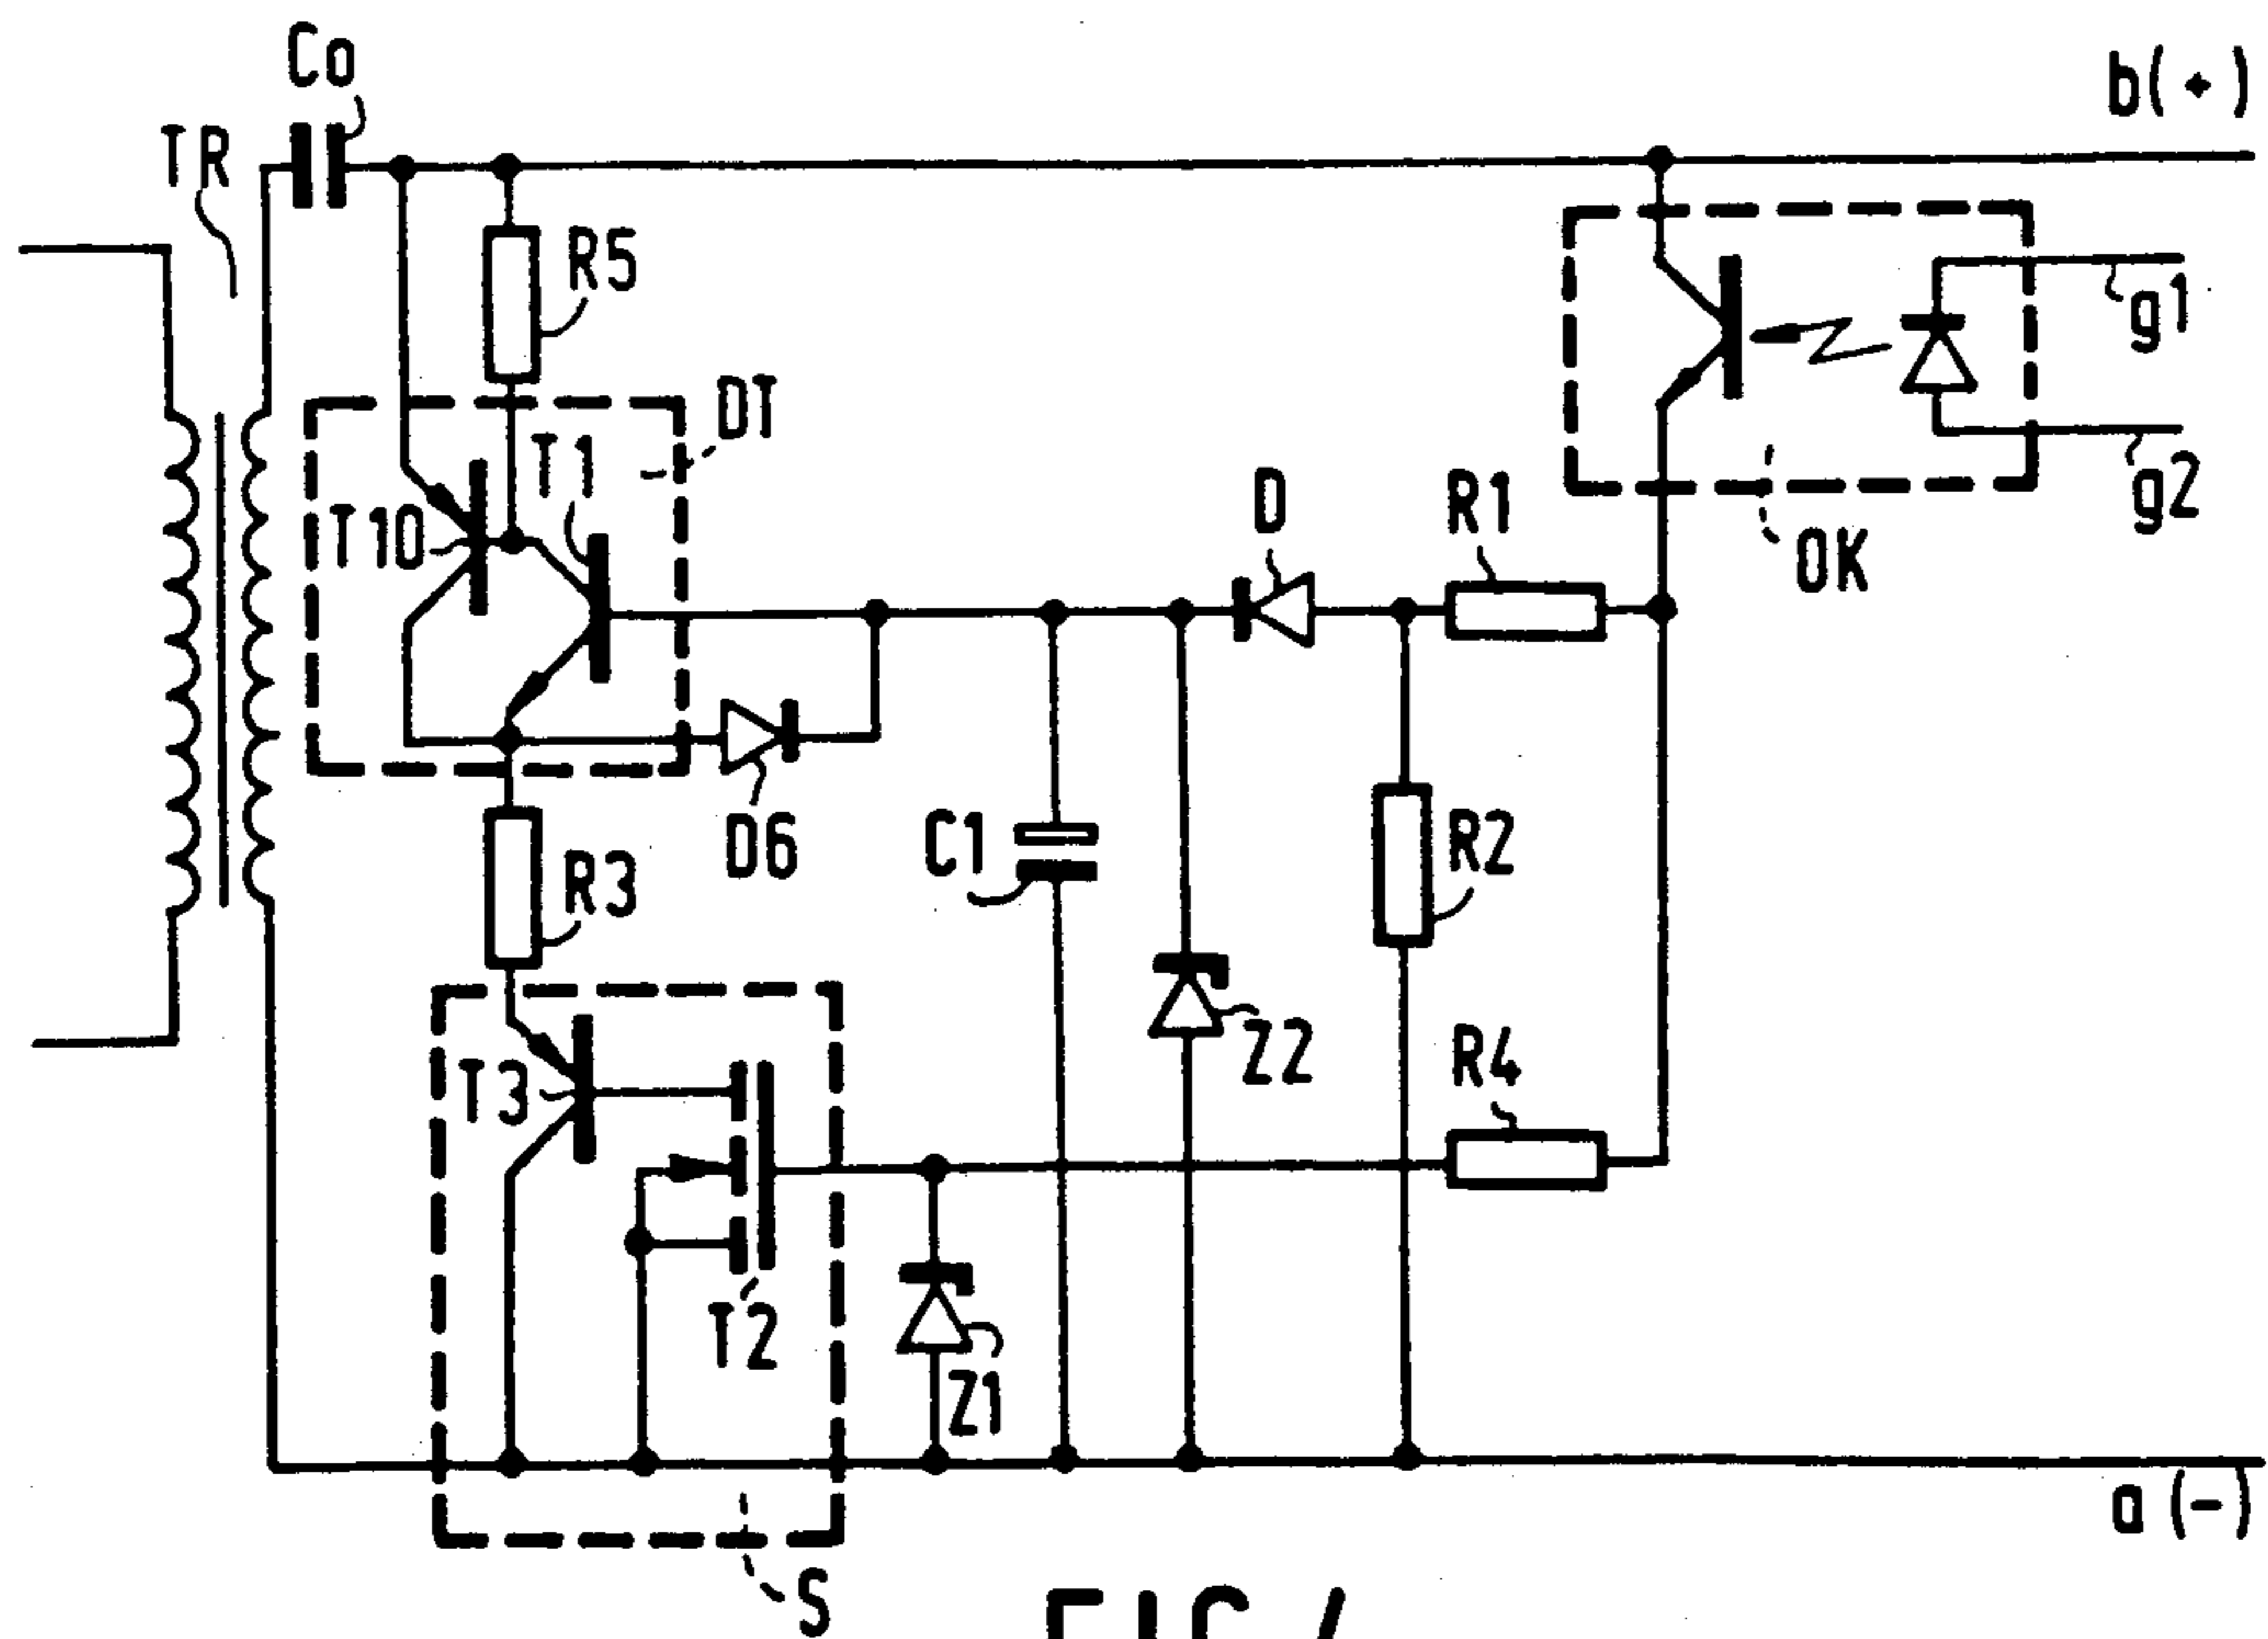 Co
b(+)
TR
R5
g1
DT
T1
D
R1
g2
T10
OK
D6
C1
R2
R3
Z2
R4
T3
T2
Z1
a(-)
S